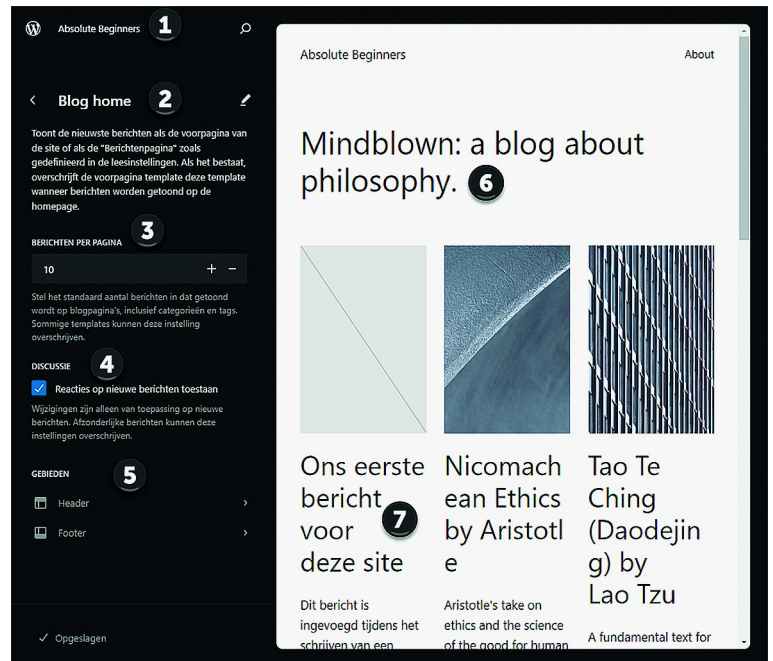 Absolute Beginners
1
Blog home
2
Toont de nieuwste berichten als de voorpagina van
de site of als de "Berichtenpagina" zoals
gedefinieerd in de leesinstellingen. Als het bestaat,
overschrijft de voorpagina template deze template
wanneer berichten worden getoond op de
homepage.
3
BERICHTEN PER PAGINA
10
+ −
Stel het standaard aantal berichten in dat getoond
wordt op blogpagina's, inclusief categorieën en tags.
Sommige templates kunnen deze instelling
overschrijven.
DISCUSSIE
4
Reacties op nieuwe berichten toestaan
Wijzigingen zijn alleen van toepassing op nieuwe
berichten. Afzonderlijke berichten kunnen deze
instellingen overschrijven.
GEBIEDEN
5
Header
Footer
Opgeslagen
Absolute Beginners
About
Mindblown: a blog about
philosophy.
6
Ons eerste
bericht
voor
deze site
7
Dit bericht is
ingevoegd tijdens het
schrijven van een
Nicomach
ean Ethics
by Aristotl
e
Aristotle's take on
ethics and the science
of the good for human
Tao Te
Ching
(Daodejin
g) by
Lao Tzu
A fundamental text for